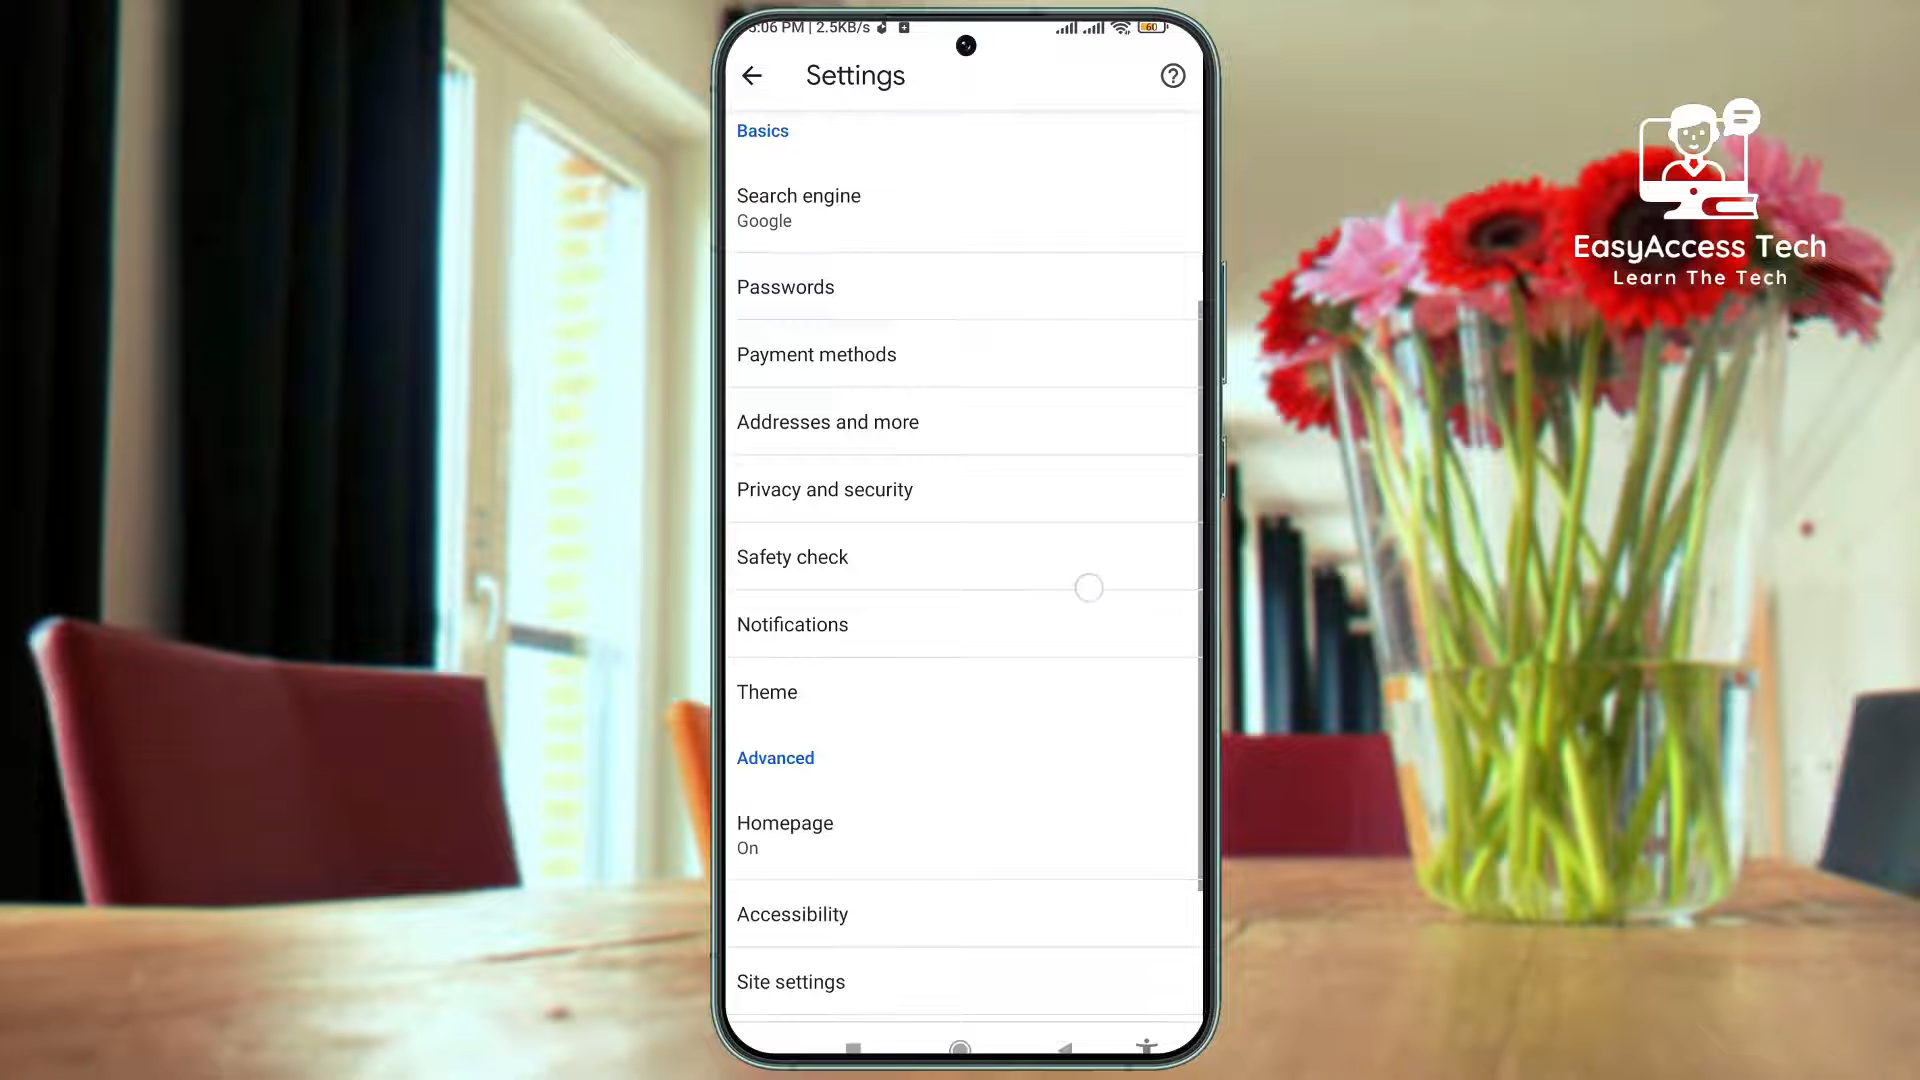 :06 PM | 2.5KB/s
60
Settings
Basics
Search engine
Google
Passwords
Payment methods
Addresses and more
Privacy and security
Safety check
Notifications
Theme
Advanced
Homepage
On
Accessibility
Site settings
EasyAccess Tech
Learn The Tech